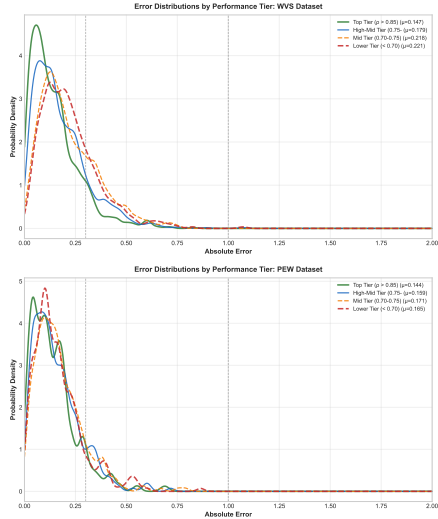 Error Distributions by Performance Tier: WVS Dataset
Top Tier (ρ > 0.85) (μ=0.147)
High-Mid Tier (0.75- (μ=0.179)
Mid Tier (0.70-0.75) (μ=0.218)
Lower Tier (< 0.70) (μ=0.221)
Probability Density
4
3
2
1
0
0.00 0.25 0.50 0.75 1.00 1.25 1.50 1.75 2.00
Absolute Error
Error Distributions by Performance Tier: PEW Dataset
Top Tier (ρ > 0.85) (μ=0.144)
High-Mid Tier (0.75- (μ=0.159)
Mid Tier (0.70-0.75) (μ=0.171)
Lower Tier (< 0.70) (μ=0.165)
Probability Density
5
4
3
2
1
0
0.00 0.25 0.50 0.75 1.00 1.25 1.50 1.75 2.00
Absolute Error